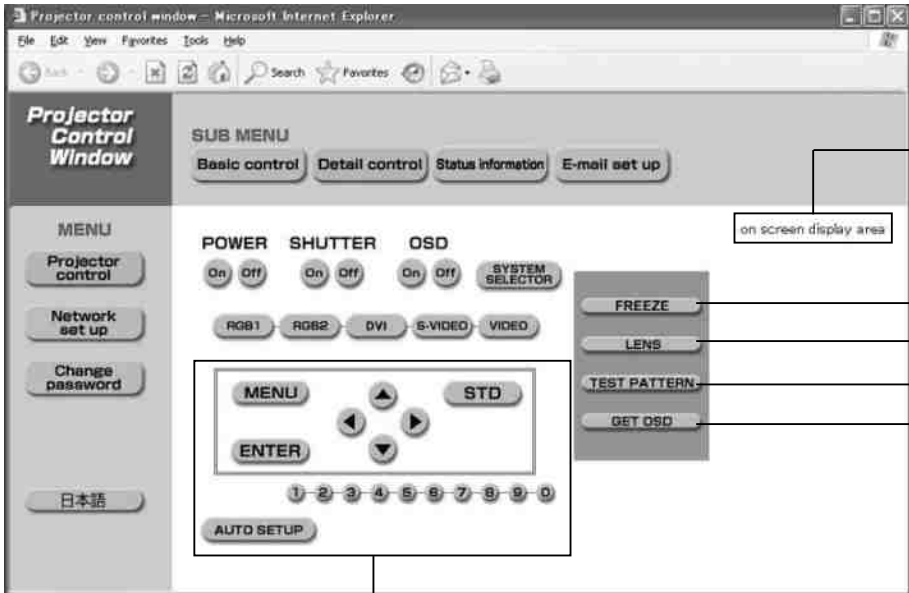 Projector control window - Microsoft Internet Explorer
File Edit View Favorites Tools Help
Back Search Favorites
Projector
Control
Window
SUB MENU
Basic control Detail control Status information E-mail set up
on screen display area
MENU
Projector
control
Network
set up
Change
password
日本語
POWER SHUTTER OSD
On Off On Off On Off SYSTEM
SELECTOR
RGB1 RGB2 DVI S-VIDEO VIDEO
MENU STD
ENTER
1 2 3 4 5 6 7 8 9 0
AUTO SETUP
FREEZE
LENS
TEST PATTERN
GET OSD